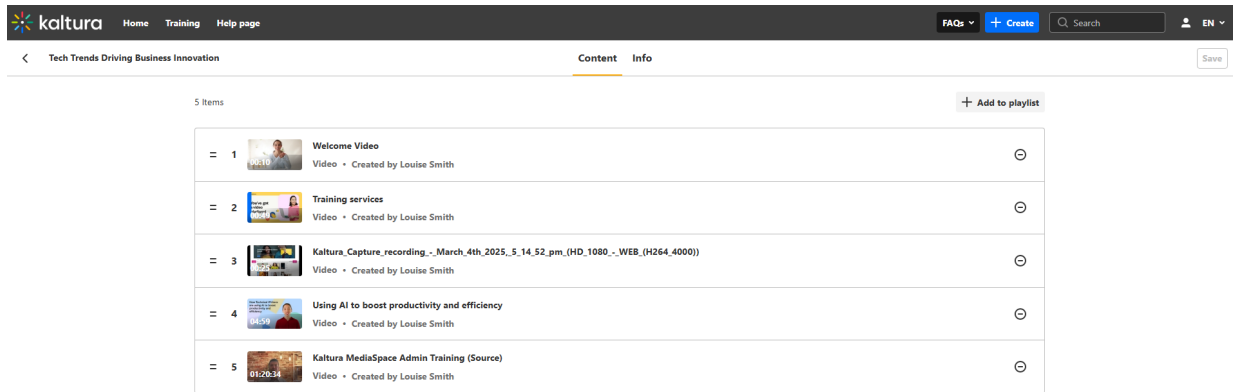 kaltura Home Training Help page FAQs + Create Search EN
Tech Trends Driving Business Innovation Content Info Save
5 Items + Add to playlist
1 Welcome Video
00:10 Video • Created by Louise Smith
2 Training services
Video • Created by Louise Smith
3 Kaltura_Capture_recording_-_March_4th_2025,_5_14_52_pm_(HD_1080_-_WEB_(H264_4000))
Video • Created by Louise Smith
4 Using AI to boost productivity and efficiency
04:59 Video • Created by Louise Smith
5 Kaltura MediaSpace Admin Training (Source)
01:20:34 Video • Created by Louise Smith